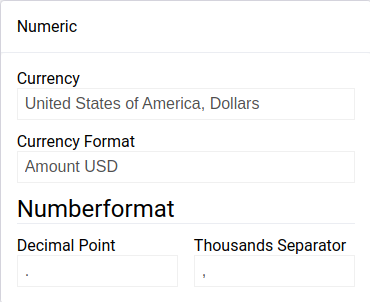 Numeric
Currency
United States of America, Dollars
Currency Format
Amount USD
Numberformat
Decimal Point Thousands Separator
. ,